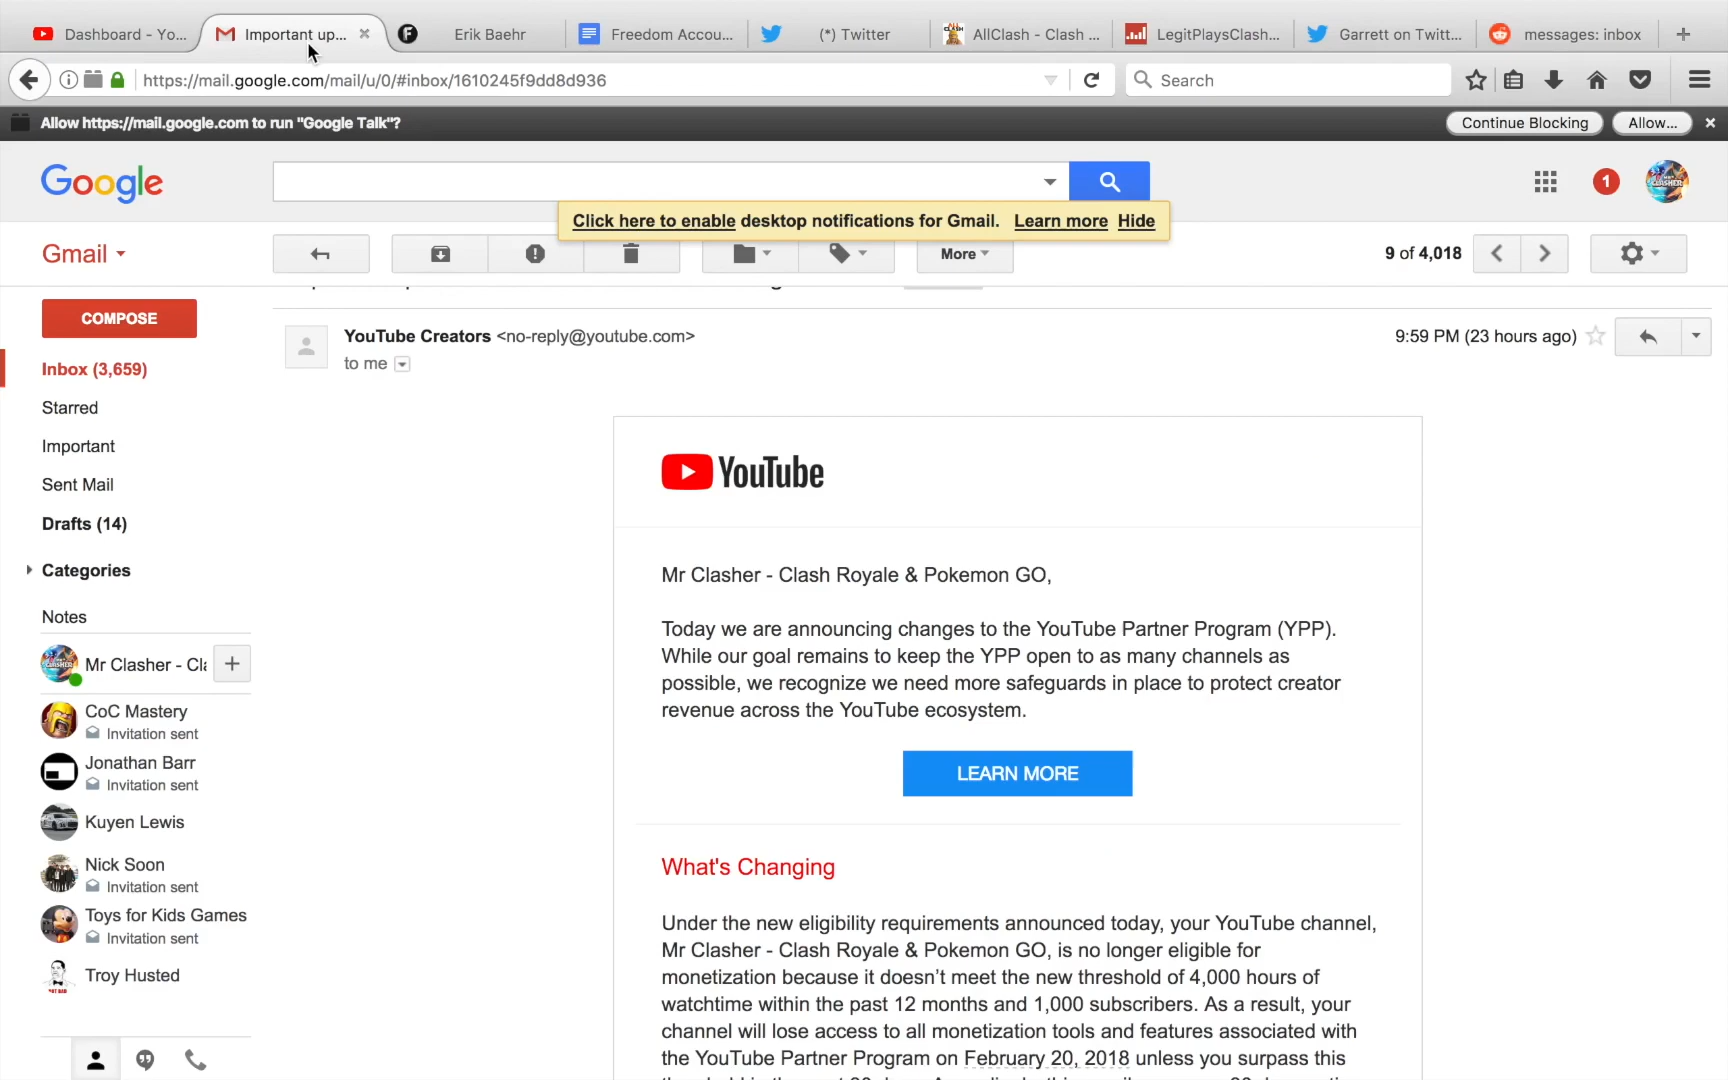 Dashboard - Yo...
Important up...
Erik Baehr
Freedom Accou...
(*) Twitter
AllClash - Clash ...
LegitPlaysClash...
Garrett on Twitt...
messages: inbox
https://mail.google.com/mail/u/0/#inbox/1610245f9dd8d936
Search
Allow https://mail.google.com to run "Google Talk"?
Continue Blocking
Allow...
Google
1
Click here to enable desktop notifications for Gmail. Learn more Hide
Gmail
More
9 of 4,018
COMPOSE
Inbox (3,659)
Starred
Important
Sent Mail
Drafts (14)
Categories
Notes
Mr Clasher - Cla
CoC Mastery
Invitation sent
Jonathan Barr
Invitation sent
Kuyen Lewis
Nick Soon
Invitation sent
Toys for Kids Games
Invitation sent
Troy Husted
YouTube Creators <no-reply@youtube.com>
to me
9:59 PM (23 hours ago)
YouTube
Mr Clasher - Clash Royale & Pokemon GO,
Today we are announcing changes to the YouTube Partner Program (YPP).
While our goal remains to keep the YPP open to as many channels as
possible, we recognize we need more safeguards in place to protect creator
revenue across the YouTube ecosystem.
LEARN MORE
What's Changing
Under the new eligibility requirements announced today, your YouTube channel,
Mr Clasher - Clash Royale & Pokemon GO, is no longer eligible for
monetization because it doesn't meet the new threshold of 4,000 hours of
watchtime within the past 12 months and 1,000 subscribers. As a result, your
channel will lose access to all monetization tools and features associated with
the YouTube Partner Program on February 20, 2018 unless you surpass this